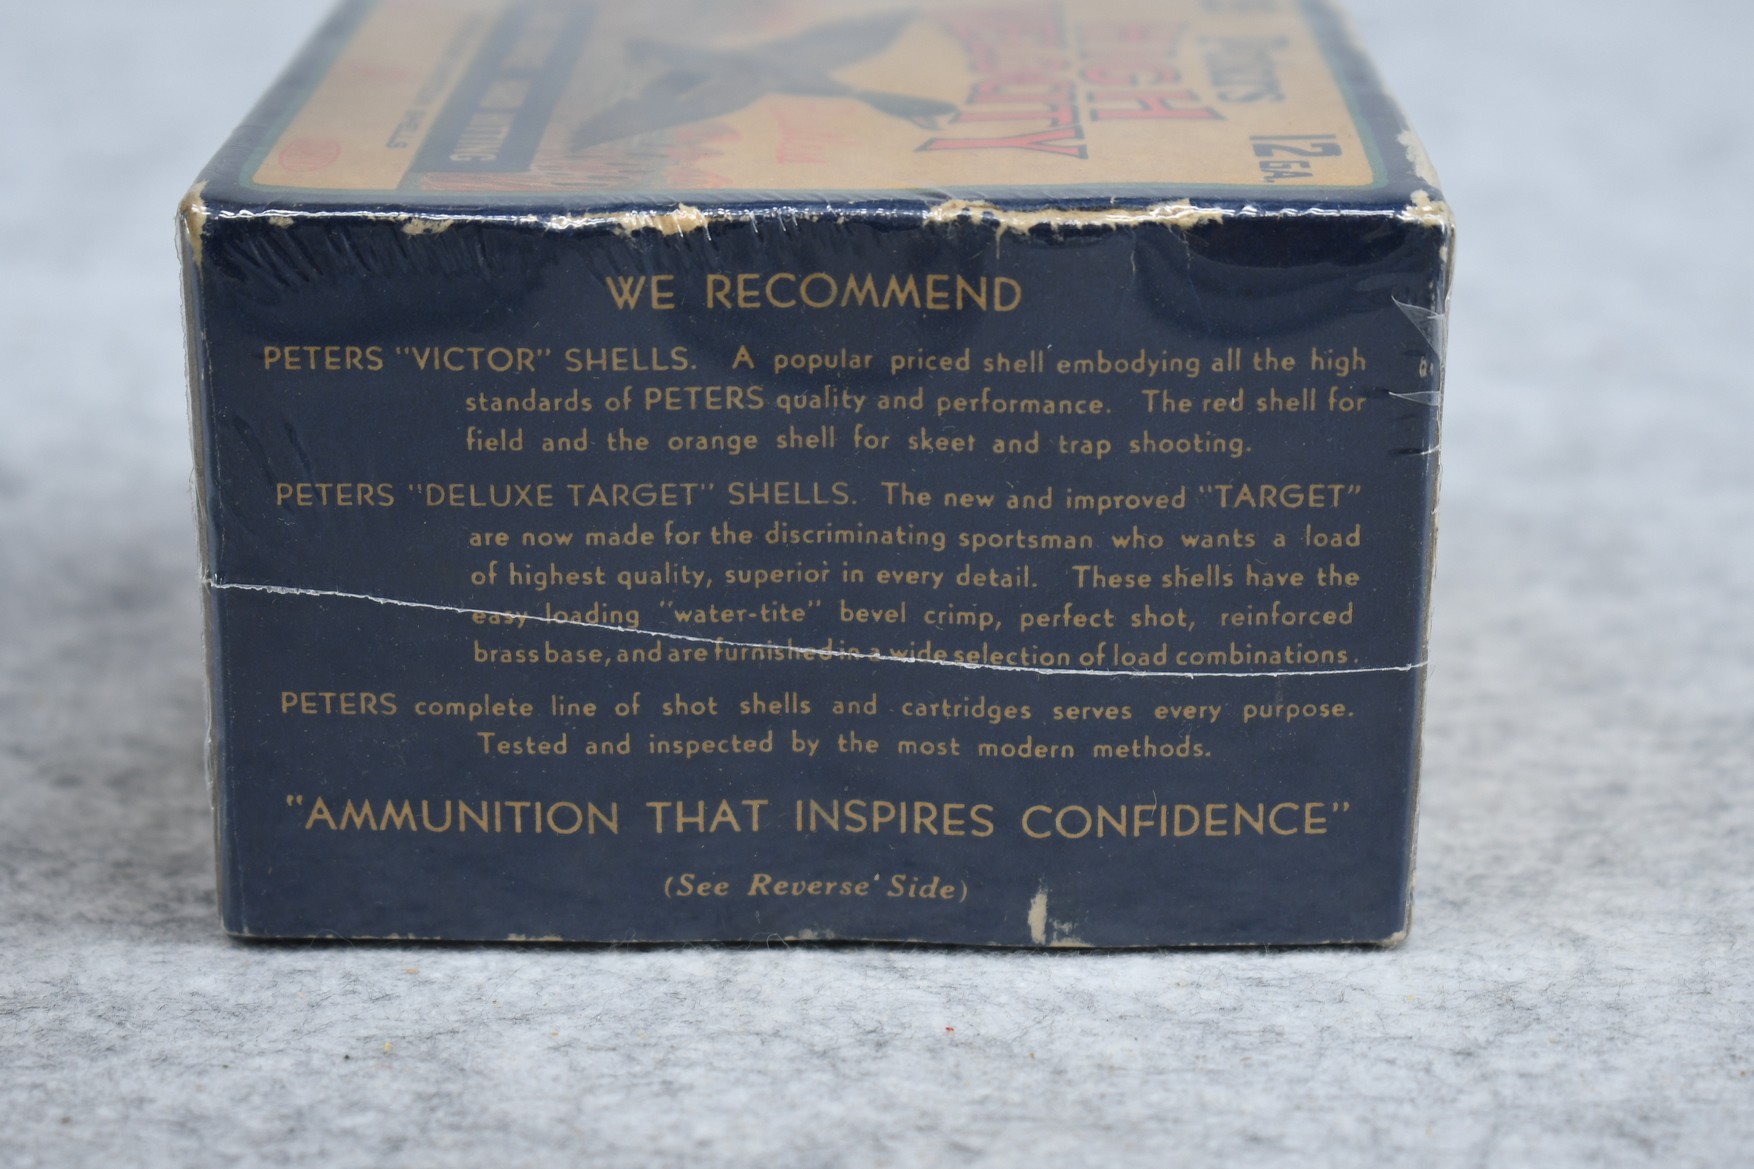 PETERS
HIGH
12 GA.
SHELLS
WE RECOMMEND
PETERS "VICTOR" SHELLS. A popular priced shell embodying all the high
standards of PETERS quality and performance. The red shell for
field and the orange shell for skeet and trap shooting.
PETERS "DELUXE TARGET" SHELLS. The new and improved "TARGET"
are now made for the discriminating sportsman who wants a load
of highest quality, superior in every detail. These shells have the
easy loading "water-tite" bevel crimp, perfect shot, reinforced
brass base, and are furnished in a wide selection of load combinations.
PETERS complete line of shot shells and cartridges serves every purpose.
Tested and inspected by the most modern methods.
"AMMUNITION THAT INSPIRES CONFIDENCE"
(See Reverse Side)